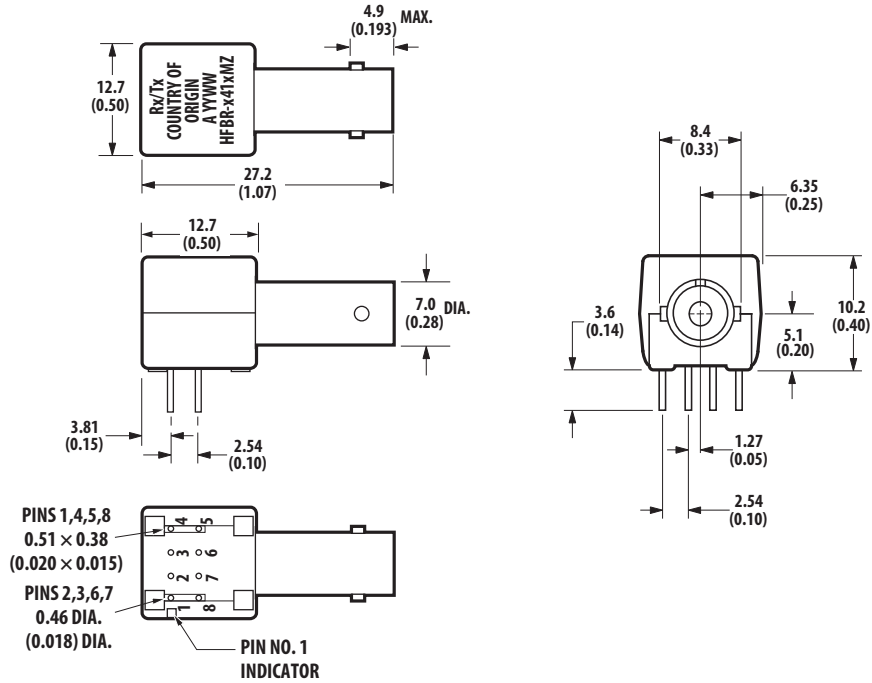 4.9
(0.193) MAX.
12.7
(0.50)
Rx/Tx
COUNTRY OF
ORIGIN
A YYWW
HFBR-x41xMZ
27.2
(1.07)
8.4
(0.33)
6.35
(0.25)
12.7
(0.50)
7.0
(0.28) DIA.
3.6
(0.14)
10.2
(0.40)
5.1
(0.20)
3.81
(0.15)
2.54
(0.10)
1.27
(0.05)
2.54
(0.10)
PINS 1,4,5,8
0.51 × 0.38
(0.020 × 0.015)
PINS 2,3,6,7
0.46 DIA.
(0.018) DIA.
4 5
3 6
2 7
1 8
PIN NO. 1
INDICATOR